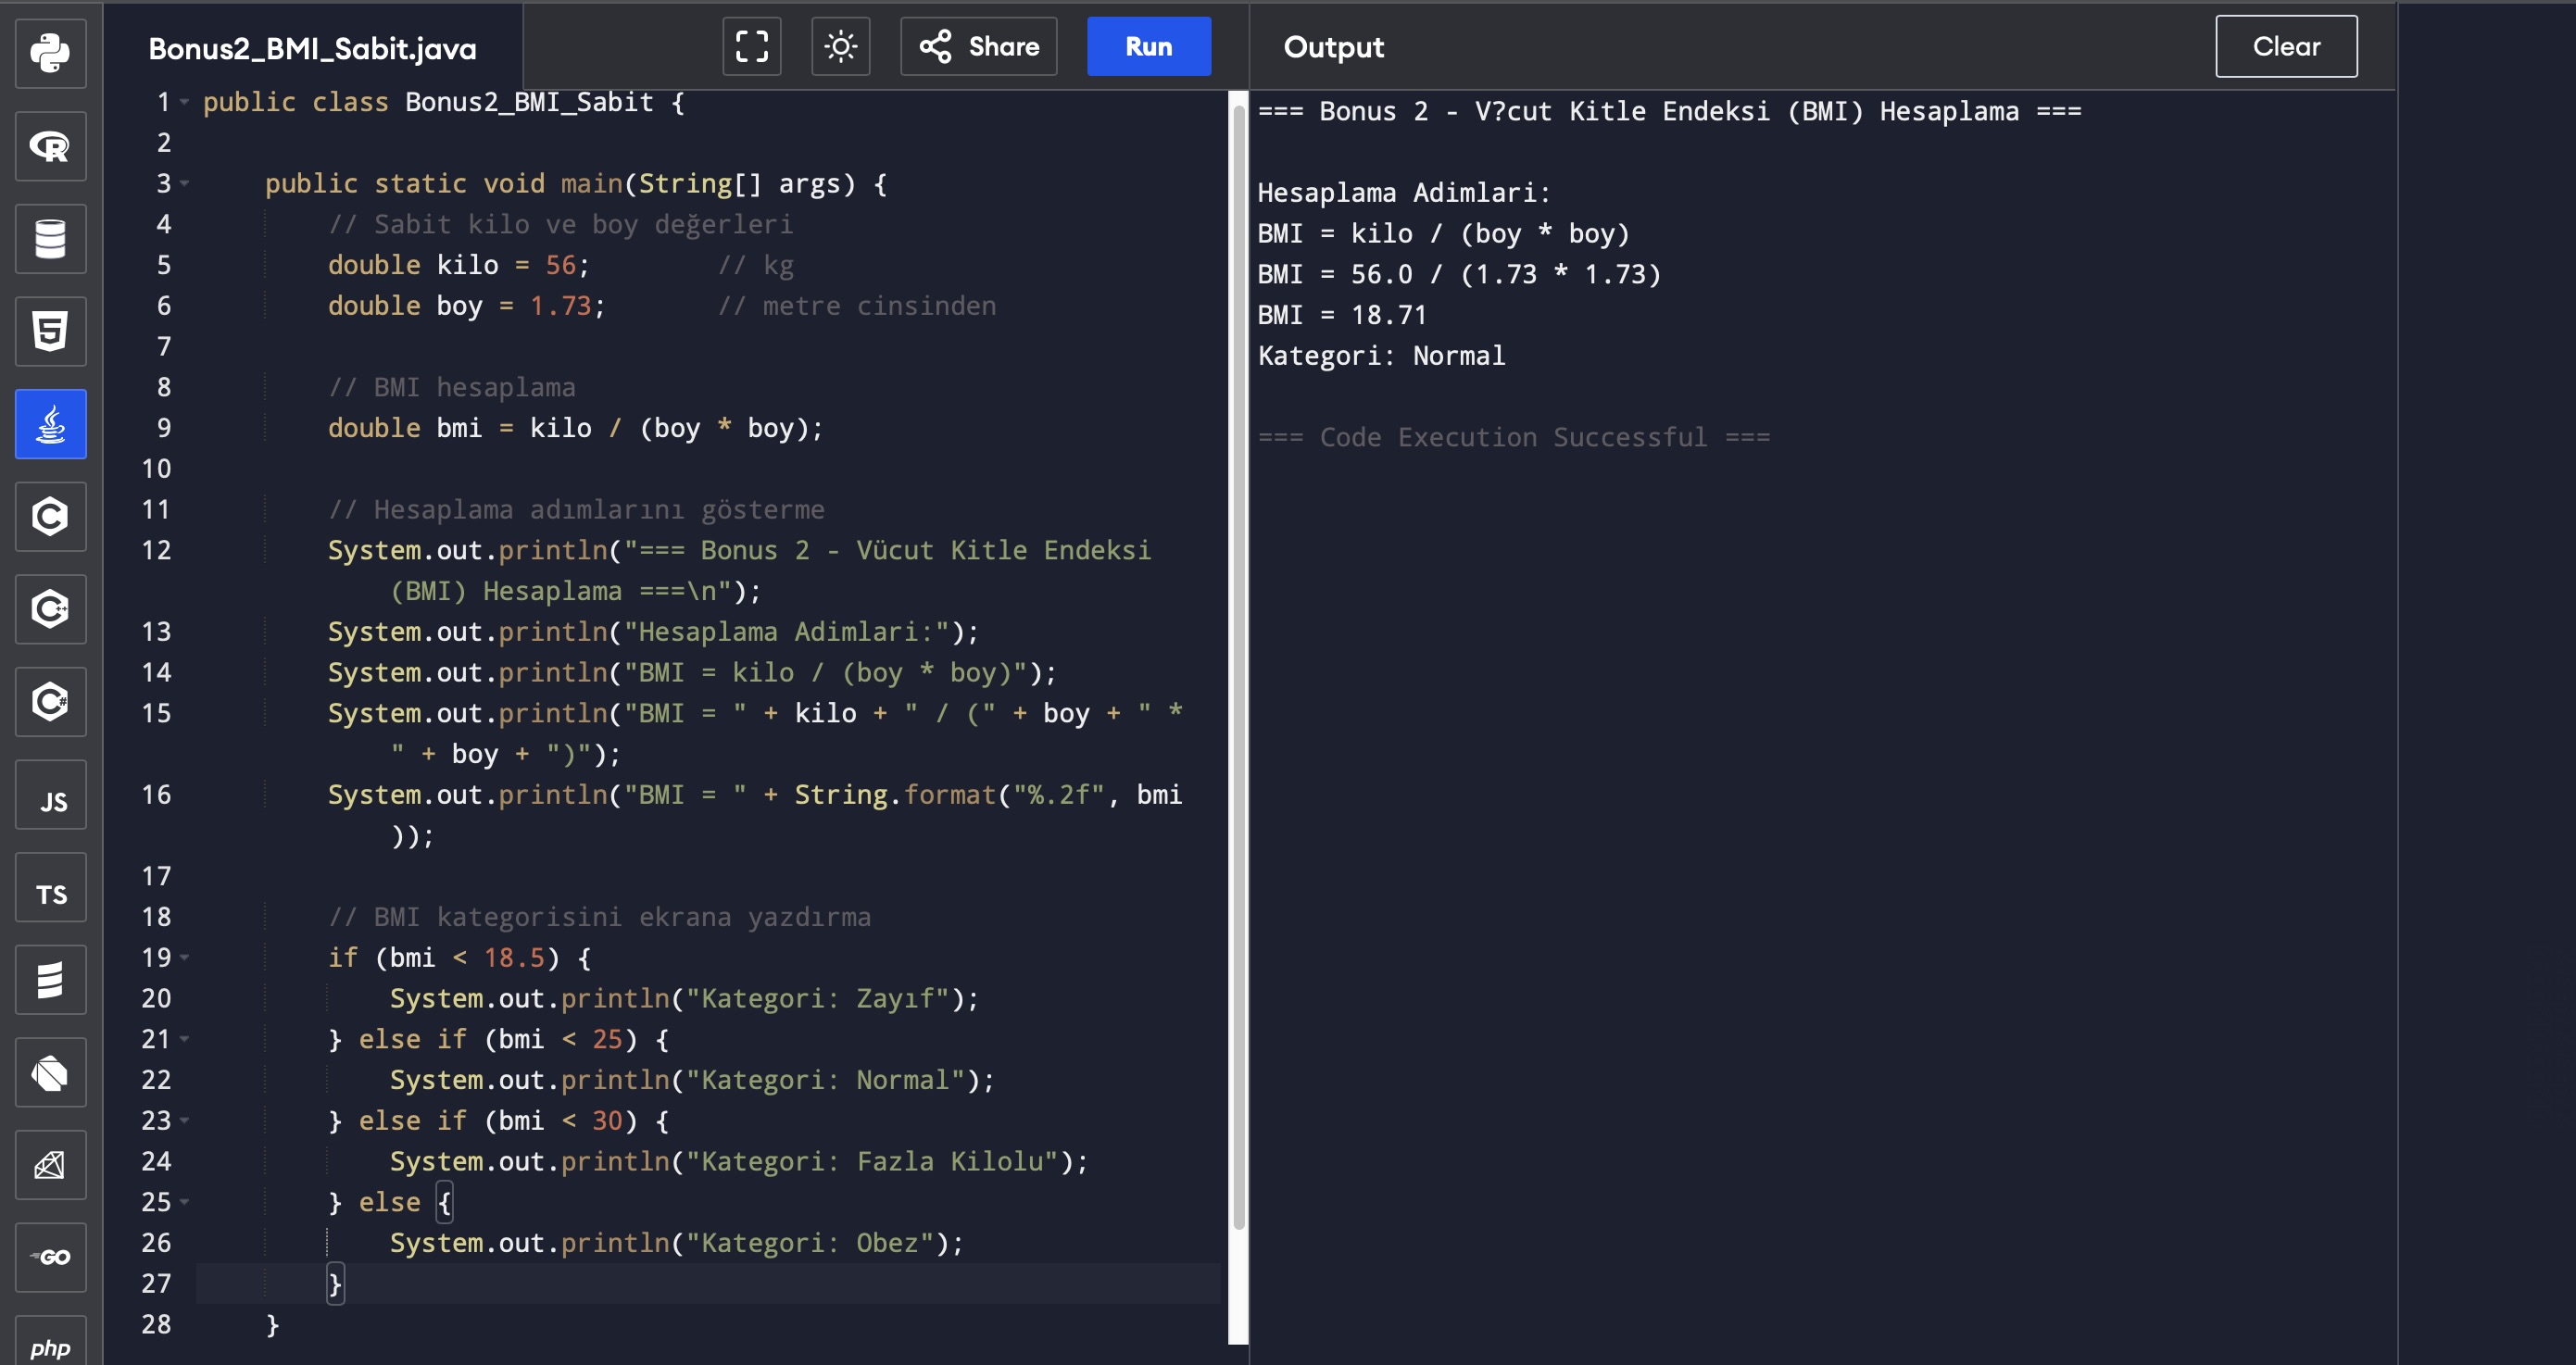 Bonus2_BMI_Sabit.java
Share
Run
Output
Clear
1 public class Bonus2_BMI_Sabit {
2
3 public static void main(String[] args) {
4 // Sabit kilo ve boy değerleri
5 double kilo = 56; // kg
6 double boy = 1.73; // metre cinsinden
7
8 // BMI hesaplama
9 double bmi = kilo / (boy * boy);
10
11 // Hesaplama adımlarını gösterme
12 System.out.println("=== Bonus 2 - Vücut Kitle Endeksi
(BMI) Hesaplama ===\n");
13 System.out.println("Hesaplama Adimlari:");
14 System.out.println("BMI = kilo / (boy * boy)");
15 System.out.println("BMI = " + kilo + " / (" + boy + " *
" + boy + ")");
16 System.out.println("BMI = " + String.format("%.2f", bmi
));
17
18 // BMI kategorisini ekrana yazdırma
19 if (bmi < 18.5) {
20 System.out.println("Kategori: Zayıf");
21 } else if (bmi < 25) {
22 System.out.println("Kategori: Normal");
23 } else if (bmi < 30) {
24 System.out.println("Kategori: Fazla Kilolu");
25 } else {
26 System.out.println("Kategori: Obez");
27 }
28 }
=== Bonus 2 - V?cut Kitle Endeksi (BMI) Hesaplama ===
Hesaplama Adimlari:
BMI = kilo / (boy * boy)
BMI = 56.0 / (1.73 * 1.73)
BMI = 18.71
Kategori: Normal
=== Code Execution Successful ===
R
5
C
C++
C#
JS
TS
GO
php